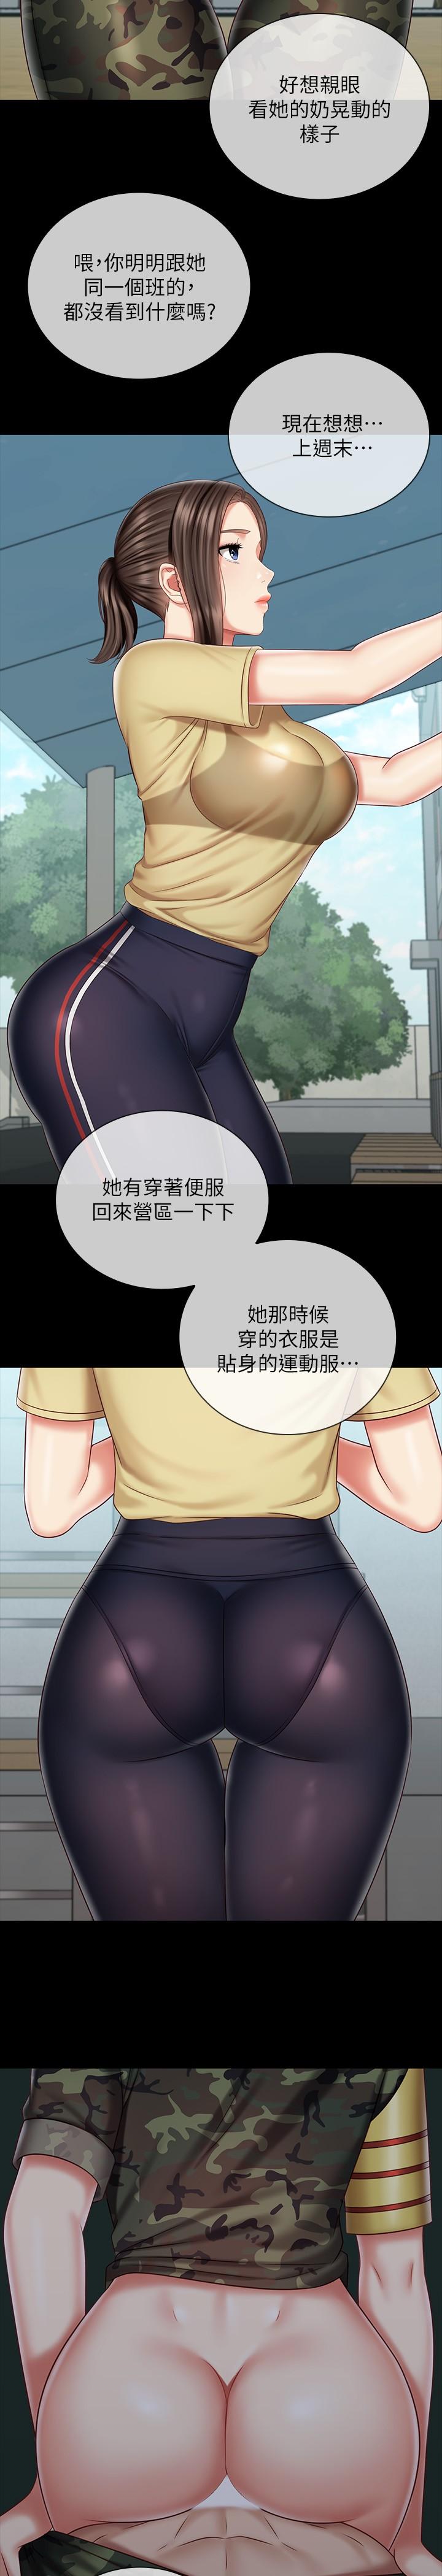 好想親眼
看她的奶晃動的
樣子
喂，你明明跟她
同一個班的，
都沒看到什麼嗎？
現在想想⋯
上週末⋯
她有穿著便服
回來營區一下下
她那時候
穿的衣服是
貼身的運動服⋯